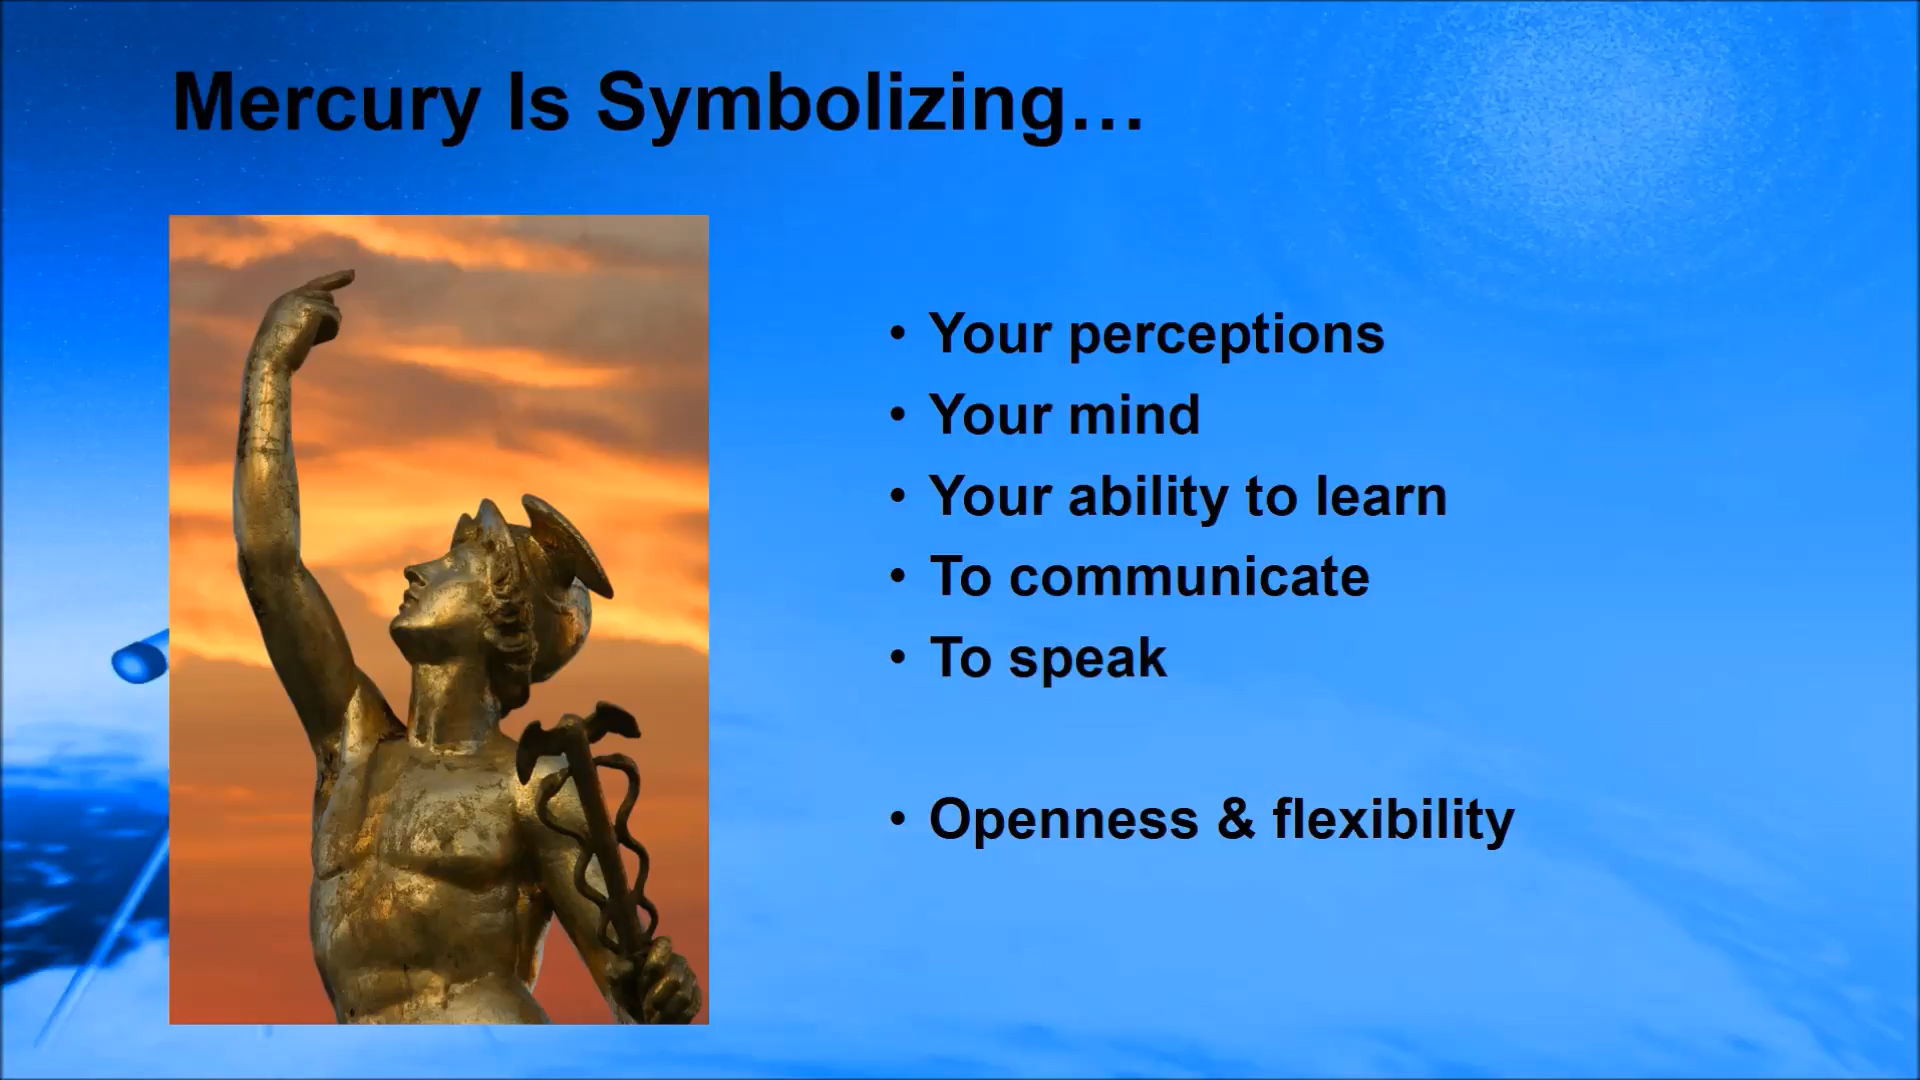 Mercury Is Symbolizing…
• Your perceptions
• Your mind
• Your ability to learn
• To communicate
• To speak
• Openness & flexibility